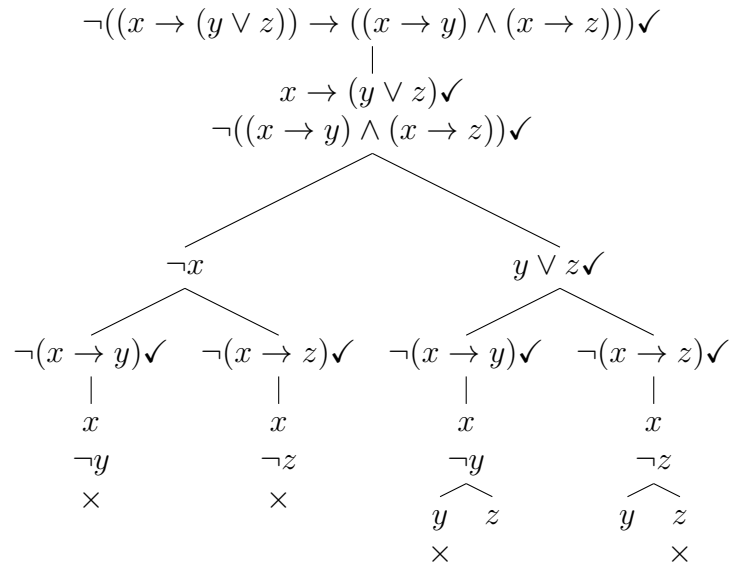 ¬((x → (y ∨ z)) → ((x → y) ∧ (x → z)))✓
x → (y ∨ z)✓
¬((x → y) ∧ (x → z))✓
¬x y ∨ z✓
¬(x → y)✓ ¬(x → z)✓ ¬(x → y)✓ ¬(x → z)✓
x x x x
¬y ¬z ¬y ¬z
× ×
y z y z
× ×